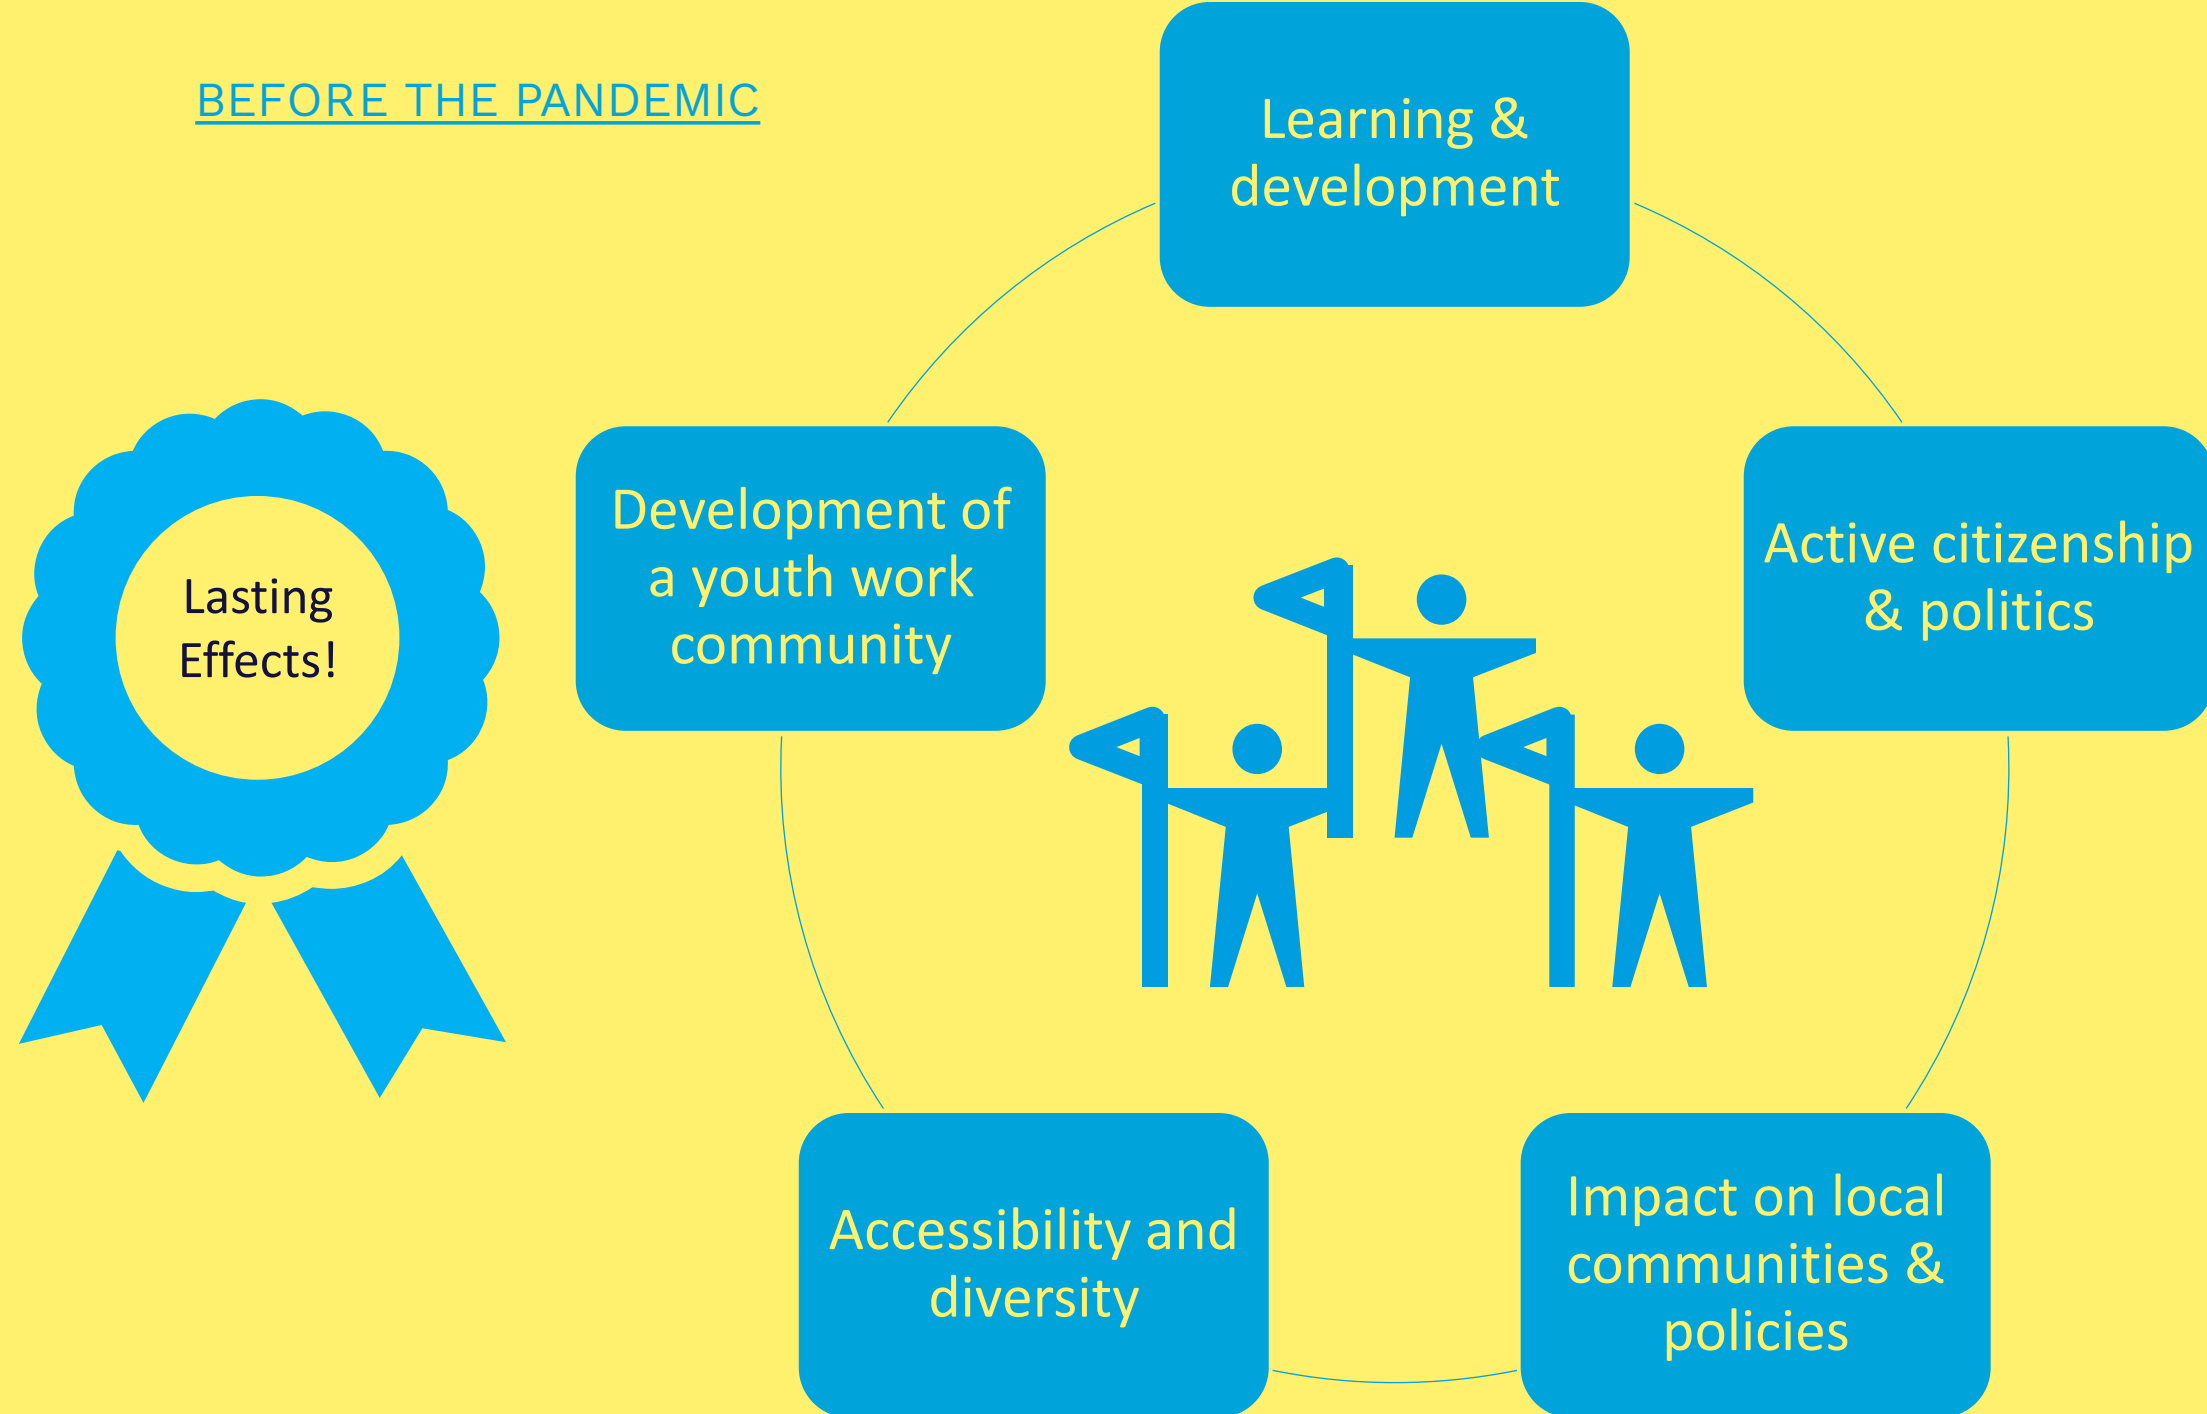 BEFORE THE PANDEMIC
Learning &
development
Active citizenship
& politics
Impact on local
communities &
policies
Accessibility and
diversity
Development of
a youth work
community
Lasting
Effects!